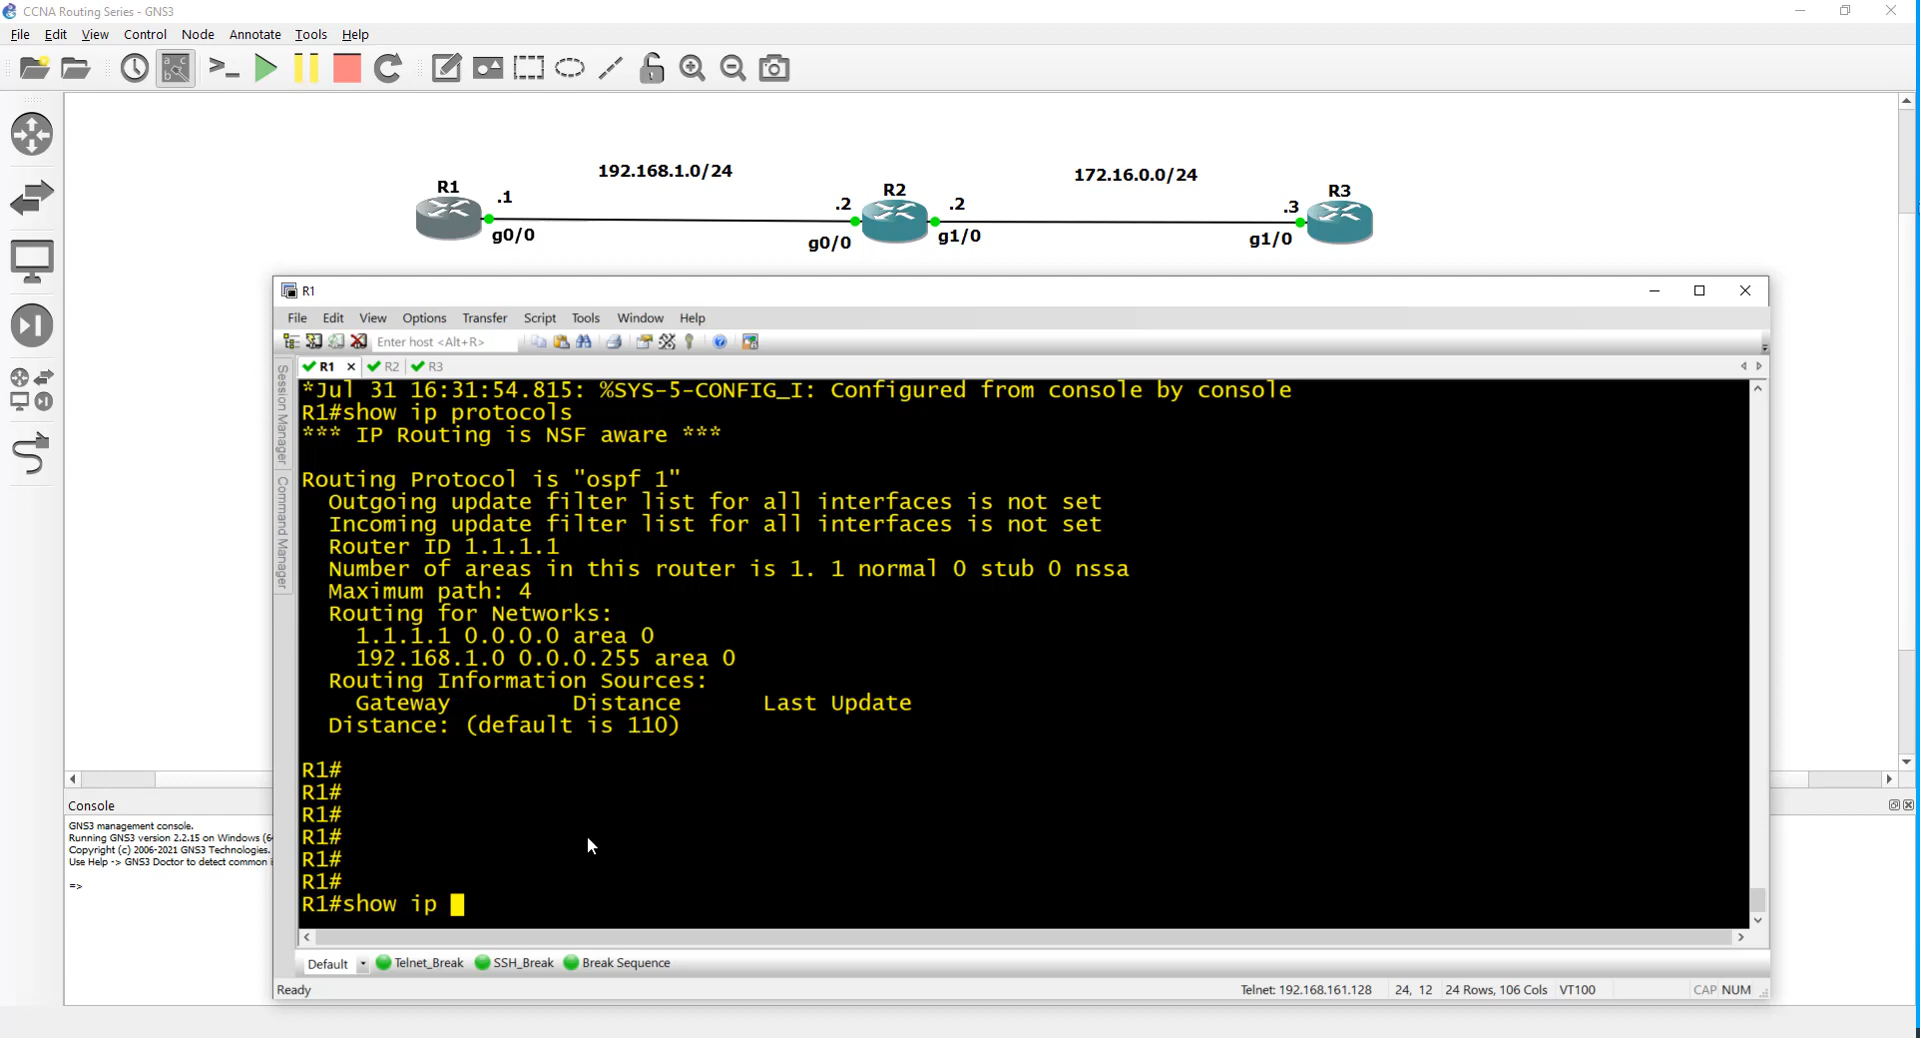 CCNA Routing Series - GNS3
File Edit View Control Node Annotate Tools Help
192.168.1.0/24
172.16.0.0/24
R1
R2
R3
.1
.2
.2
.3
g0/0
g0/0
g1/0
g1/0
R1
File Edit View Options Transfer Script Tools Window Help
Enter host <Alt+R>
R1 R2 R3
Session Manager
Command Manager
*Jul 31 16:31:54.815: %SYS-5-CONFIG_I: Configured from console by console
R1#show ip protocols
*** IP Routing is NSF aware ***
Routing Protocol is "ospf 1"
Outgoing update filter list for all interfaces is not set
Incoming update filter list for all interfaces is not set
Router ID 1.1.1.1
Number of areas in this router is 1. 1 normal 0 stub 0 nssa
Maximum path: 4
Routing for Networks:
1.1.1.1 0.0.0.0 area 0
192.168.1.0 0.0.0.255 area 0
Routing Information Sources:
Gateway Distance Last Update
Distance: (default is 110)
R1#
R1#
R1#
R1#
R1#
R1#
R1#show ip
Default Telnet_Break SSH_Break Break Sequence
Ready Telnet: 192.168.161.128 24, 12 24 Rows, 106 Cols VT100 CAP NUM
Console
GNS3 management console.
Running GNS3 version 2.2.15 on Windows (6
Copyright (c) 2006-2021 GNS3 Technologies.
Use Help -> GNS3 Doctor to detect common i
=>